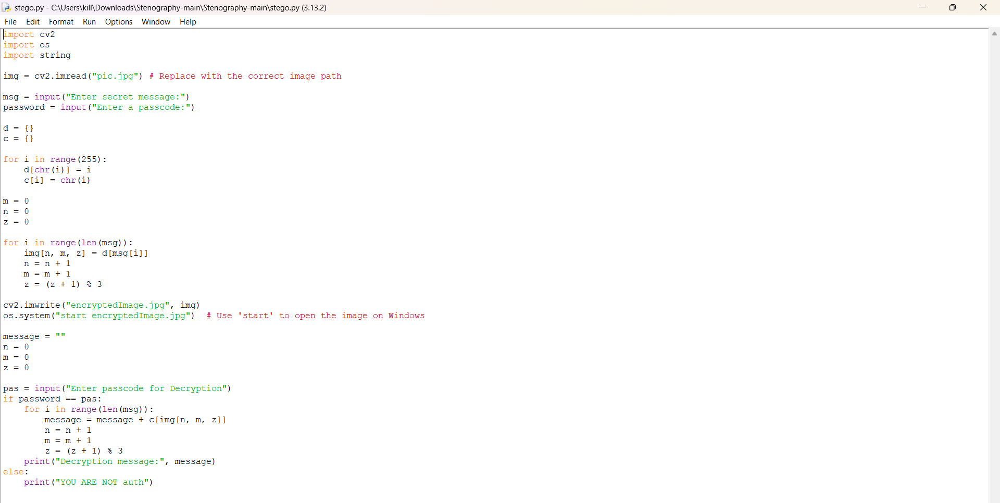 stego.py - C:\Users\kill\Downloads\Stenography-main\Stenography-main\stego.py (3.13.2)
File Edit Format Run Options Window Help
import cv2
import os
import string

img = cv2.imread("pic.jpg") # Replace with the correct image path

msg = input("Enter secret message:")
password = input("Enter a passcode:")

d = {}
c = {}

for i in range(255):
    d[chr(i)] = i
    c[i] = chr(i)

m = 0
n = 0
z = 0

for i in range(len(msg)):
    img[n, m, z] = d[msg[i]]
    n = n + 1
    m = m + 1
    z = (z + 1) % 3

cv2.imwrite("encryptedImage.jpg", img)
os.system("start encryptedImage.jpg")  # Use 'start' to open the image on Windows

message = ""
n = 0
m = 0
z = 0

pas = input("Enter passcode for Decryption")
if password == pas:
    for i in range(len(msg)):
        message = message + c[img[n, m, z]]
        n = n + 1
        m = m + 1
        z = (z + 1) % 3
    print("Decryption message:", message)
else:
    print("YOU ARE NOT auth")